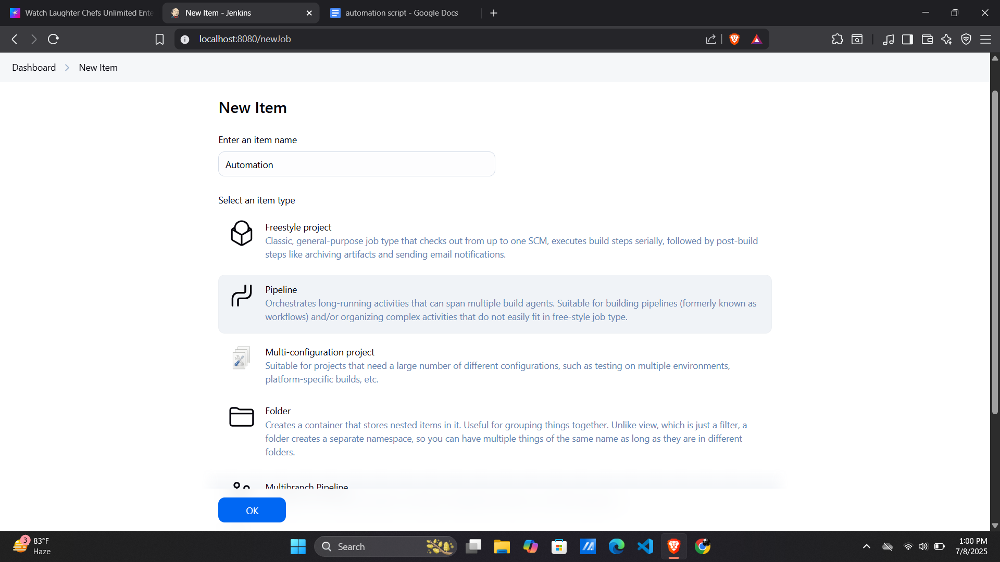 Watch Laughter Chefs Unlimited Ente
New Item - Jenkins
automation script - Google Docs
localhost:8080/newJob
Dashboard
New Item
New Item
Enter an item name
Automation
Select an item type
Freestyle project
Classic, general-purpose job type that checks out from up to one SCM, executes build steps serially, followed by post-build
steps like archiving artifacts and sending email notifications.
Pipeline
Orchestrates long-running activities that can span multiple build agents. Suitable for building pipelines (formerly known as
workflows) and/or organizing complex activities that do not easily fit in free-style job type.
Multi-configuration project
Suitable for projects that need a large number of different configurations, such as testing on multiple environments,
platform-specific builds, etc.
Folder
Creates a container that stores nested items in it. Useful for grouping things together. Unlike view, which is just a filter, a
folder creates a separate namespace, so you can have multiple things of the same name as long as they are in different
folders.
Multibranch Pipeline
OK
3
83°F
Haze
Search
1:00 PM
7/8/2025